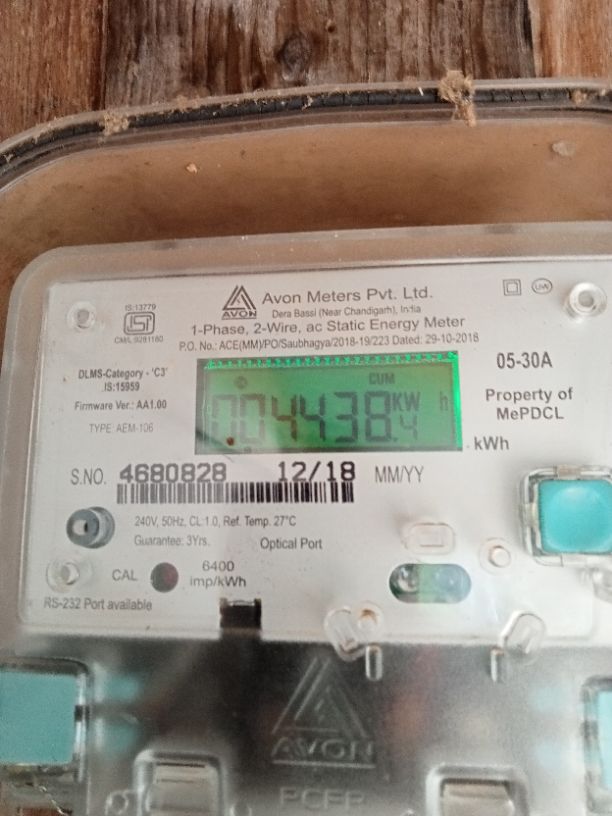 IS:13779
ISI
CM/L 9281160
AVON
Avon Meters Pvt. Ltd.
Dera Bassi (Near Chandigarh), India
1-Phase, 2-Wire, ac Static Energy Meter
P.O. No.: ACE(MM)/PO/Saubhagya/2018-19/223 Dated: 29-10-2018
DLMS-Category - 'C3'
IS:15959
Firmware Ver.: AA1.00
TYPE: AEM-106
CUM
004438.4 KW h
kWh
05-30A
Property of
MePDCL
S.NO. 4680828 12/18 MM/YY
240V, 50Hz, CL:1.0, Ref. Temp. 27°C
Guarantee: 3Yrs. Optical Port
CAL 6400
imp/kWh
RS-232 Port available
AVON